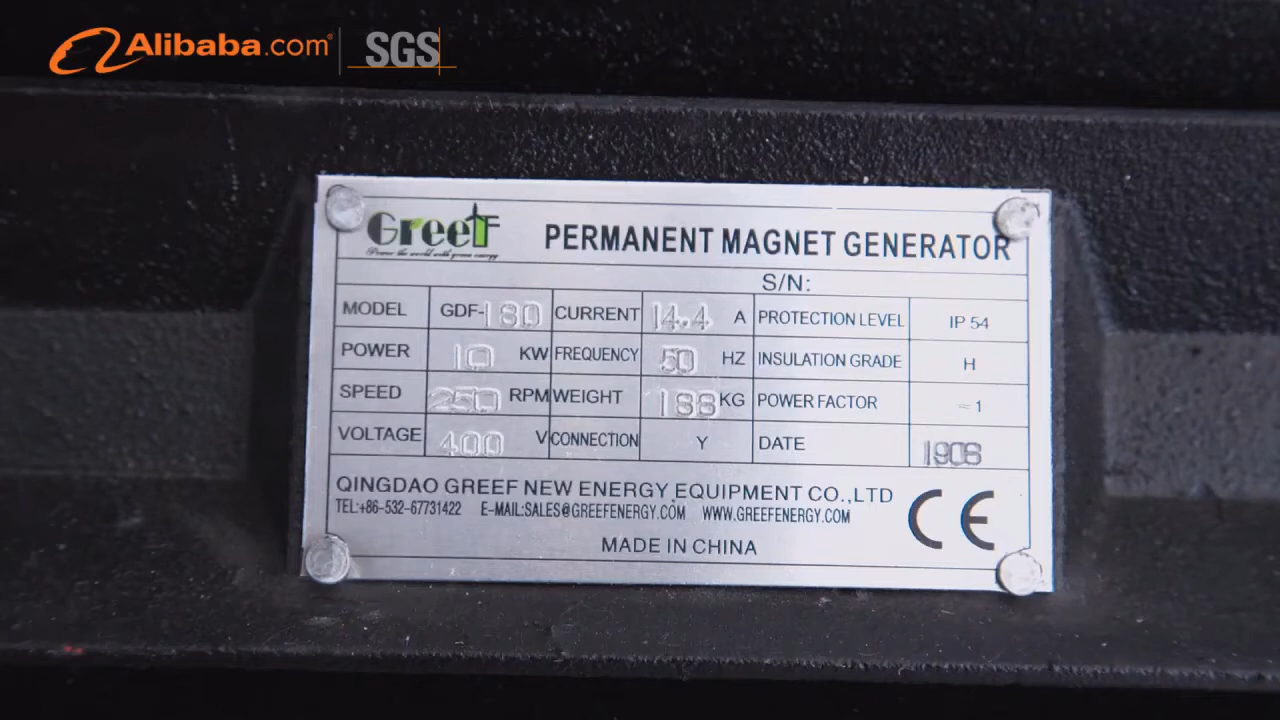 Alibaba.com | SGS
Greef PERMANENT MAGNET GENERATOR
Power the world with green energy
S/N:
MODEL GDF-180 CURRENT 14.4 A PROTECTION LEVEL IP 54
POWER 10 KW FREQUENCY 50 HZ INSULATION GRADE H
SPEED 250 RPM WEIGHT 188 KG POWER FACTOR ≈1
VOLTAGE 400 V CONNECTION Y DATE 1906
QINGDAO GREEF NEW ENERGY EQUIPMENT CO.,LTD
TEL:+86-532-67731422 E-MAIL:SALES@GREEFENERGY.COM WWW.GREEFENERGY.COM
CE
MADE IN CHINA